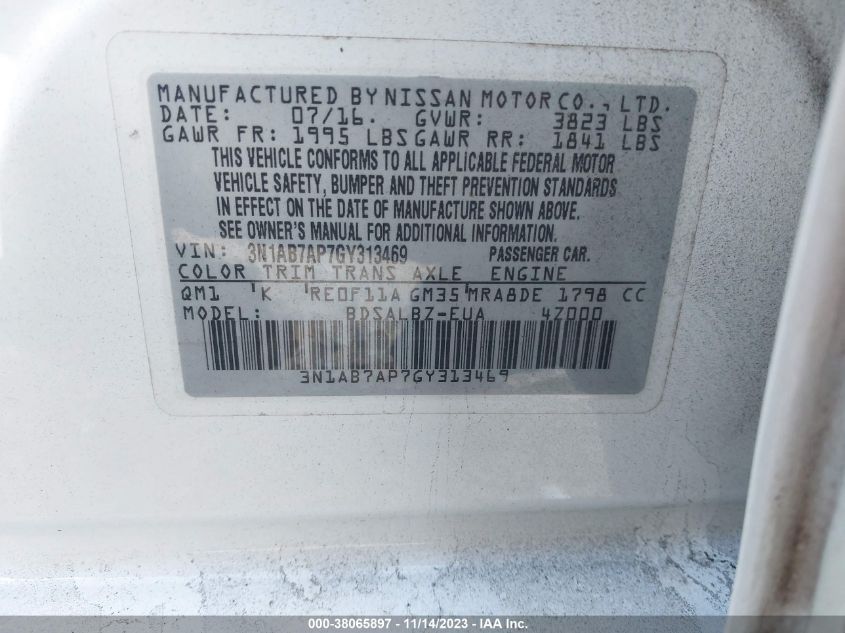 MANUFACTURED BY NISSAN MOTOR CO., LTD.
DATE: 07/16. GVWR: 3823 LBS
GAWR FR: 1995 LBS GAWR RR: 1841 LBS
THIS VEHICLE CONFORMS TO ALL APPLICABLE FEDERAL MOTOR
VEHICLE SAFETY, BUMPER AND THEFT PREVENTION STANDARDS
IN EFFECT ON THE DATE OF MANUFACTURE SHOWN ABOVE.
SEE OWNER'S MANUAL FOR ADDITIONAL INFORMATION.
VIN: 3N1AB7AP7GY313469 PASSENGER CAR.
COLOR TRIM TRANS AXLE ENGINE
QM1 'K 'RE0F11A GM35'MRA8DE 1798 CC
MODEL: BDSALBZ-EUA 4Z000
3N1AB7AP7GY313469
000-38065897 - 11/14/2023 - IAAI.com